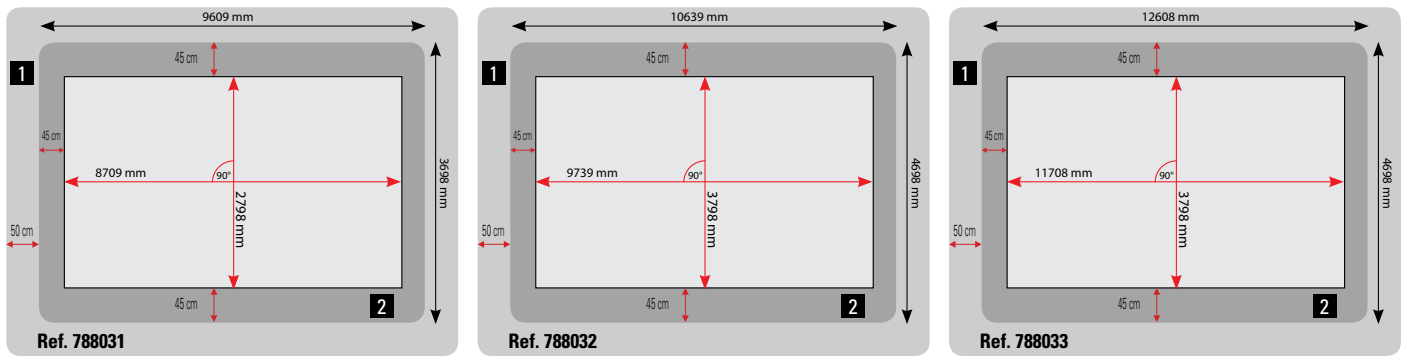 9609 mm
45 cm
1
45 cm
8709 mm
90°
2798 mm
3698 mm
50 cm
45 cm
2
Ref. 788031
10639 mm
45 cm
1
45 cm
9739 mm
90°
3798 mm
4698 mm
50 cm
45 cm
2
Ref. 788032
12608 mm
45 cm
1
45 cm
11708 mm
90°
3798 mm
4698 mm
50 cm
45 cm
2
Ref. 788033